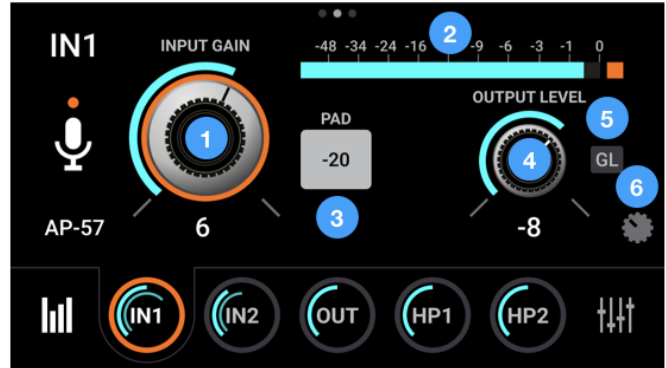 IN1
INPUT GAIN
-48 -34 -24 -16 -9 -6 -3 -1 0
2
OUTPUT LEVEL
PAD
1
-20
3
4
5
GL
6
AP-57
6
-8
IN1
IN2
OUT
HP1
HP2